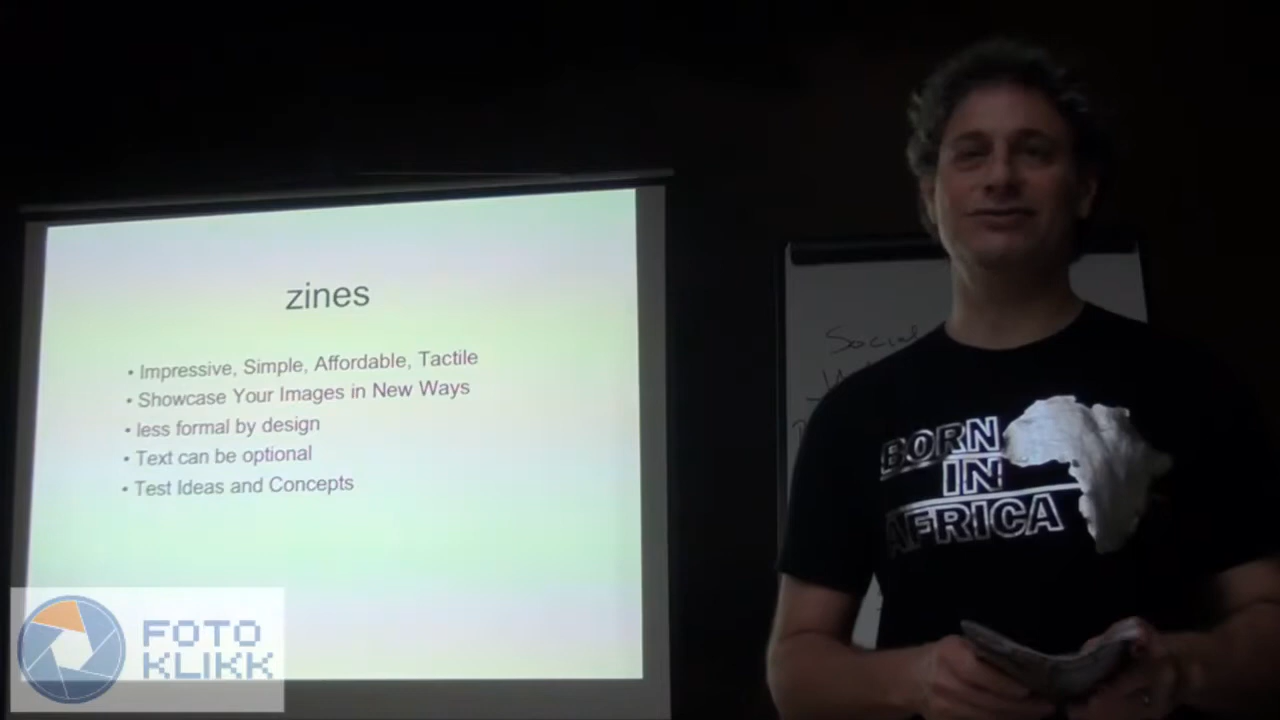 zines
• Impressive, Simple, Affordable, Tactile
• Showcase Your Images in New Ways
• less formal by design
• Text can be optional
• Test Ideas and Concepts
Social
BORN
IN
AFRICA
FOTO
KLIKK